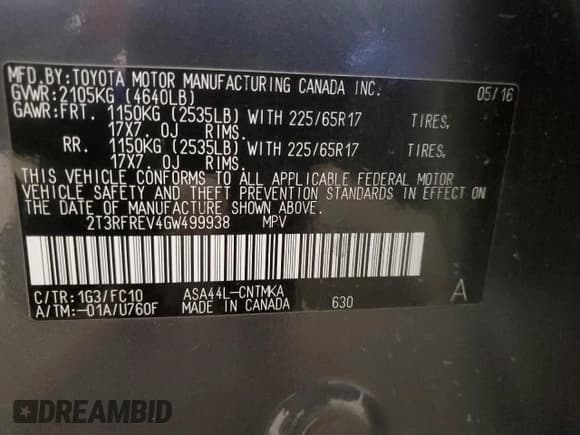 MFD.BY:TOYOTA MOTOR MANUFACTURING CANADA INC.
GVWR:2105KG (4640LB) 05/16
GAWR:FRT. 1150KG (2535LB) WITH 225/65R17 TIRES,
17X7. 0J RIMS.
RR. 1150KG (2535LB) WITH 225/65R17 TIRES,
17X7. 0J RIMS.
THIS VEHICLE CONFORMS TO ALL APPLICABLE FEDERAL MOTOR
VEHICLE SAFETY AND THEFT PREVENTION STANDARDS IN EFFECT ON
THE DATE OF MANUFACTURE SHOWN ABOVE.
2T3RFREV4GW499938 MPV
C/TR:1G3/FC10 ASA44L-CNTMKA A
A/TM:-01A/U760F MADE IN CANADA 630
DREAMBID